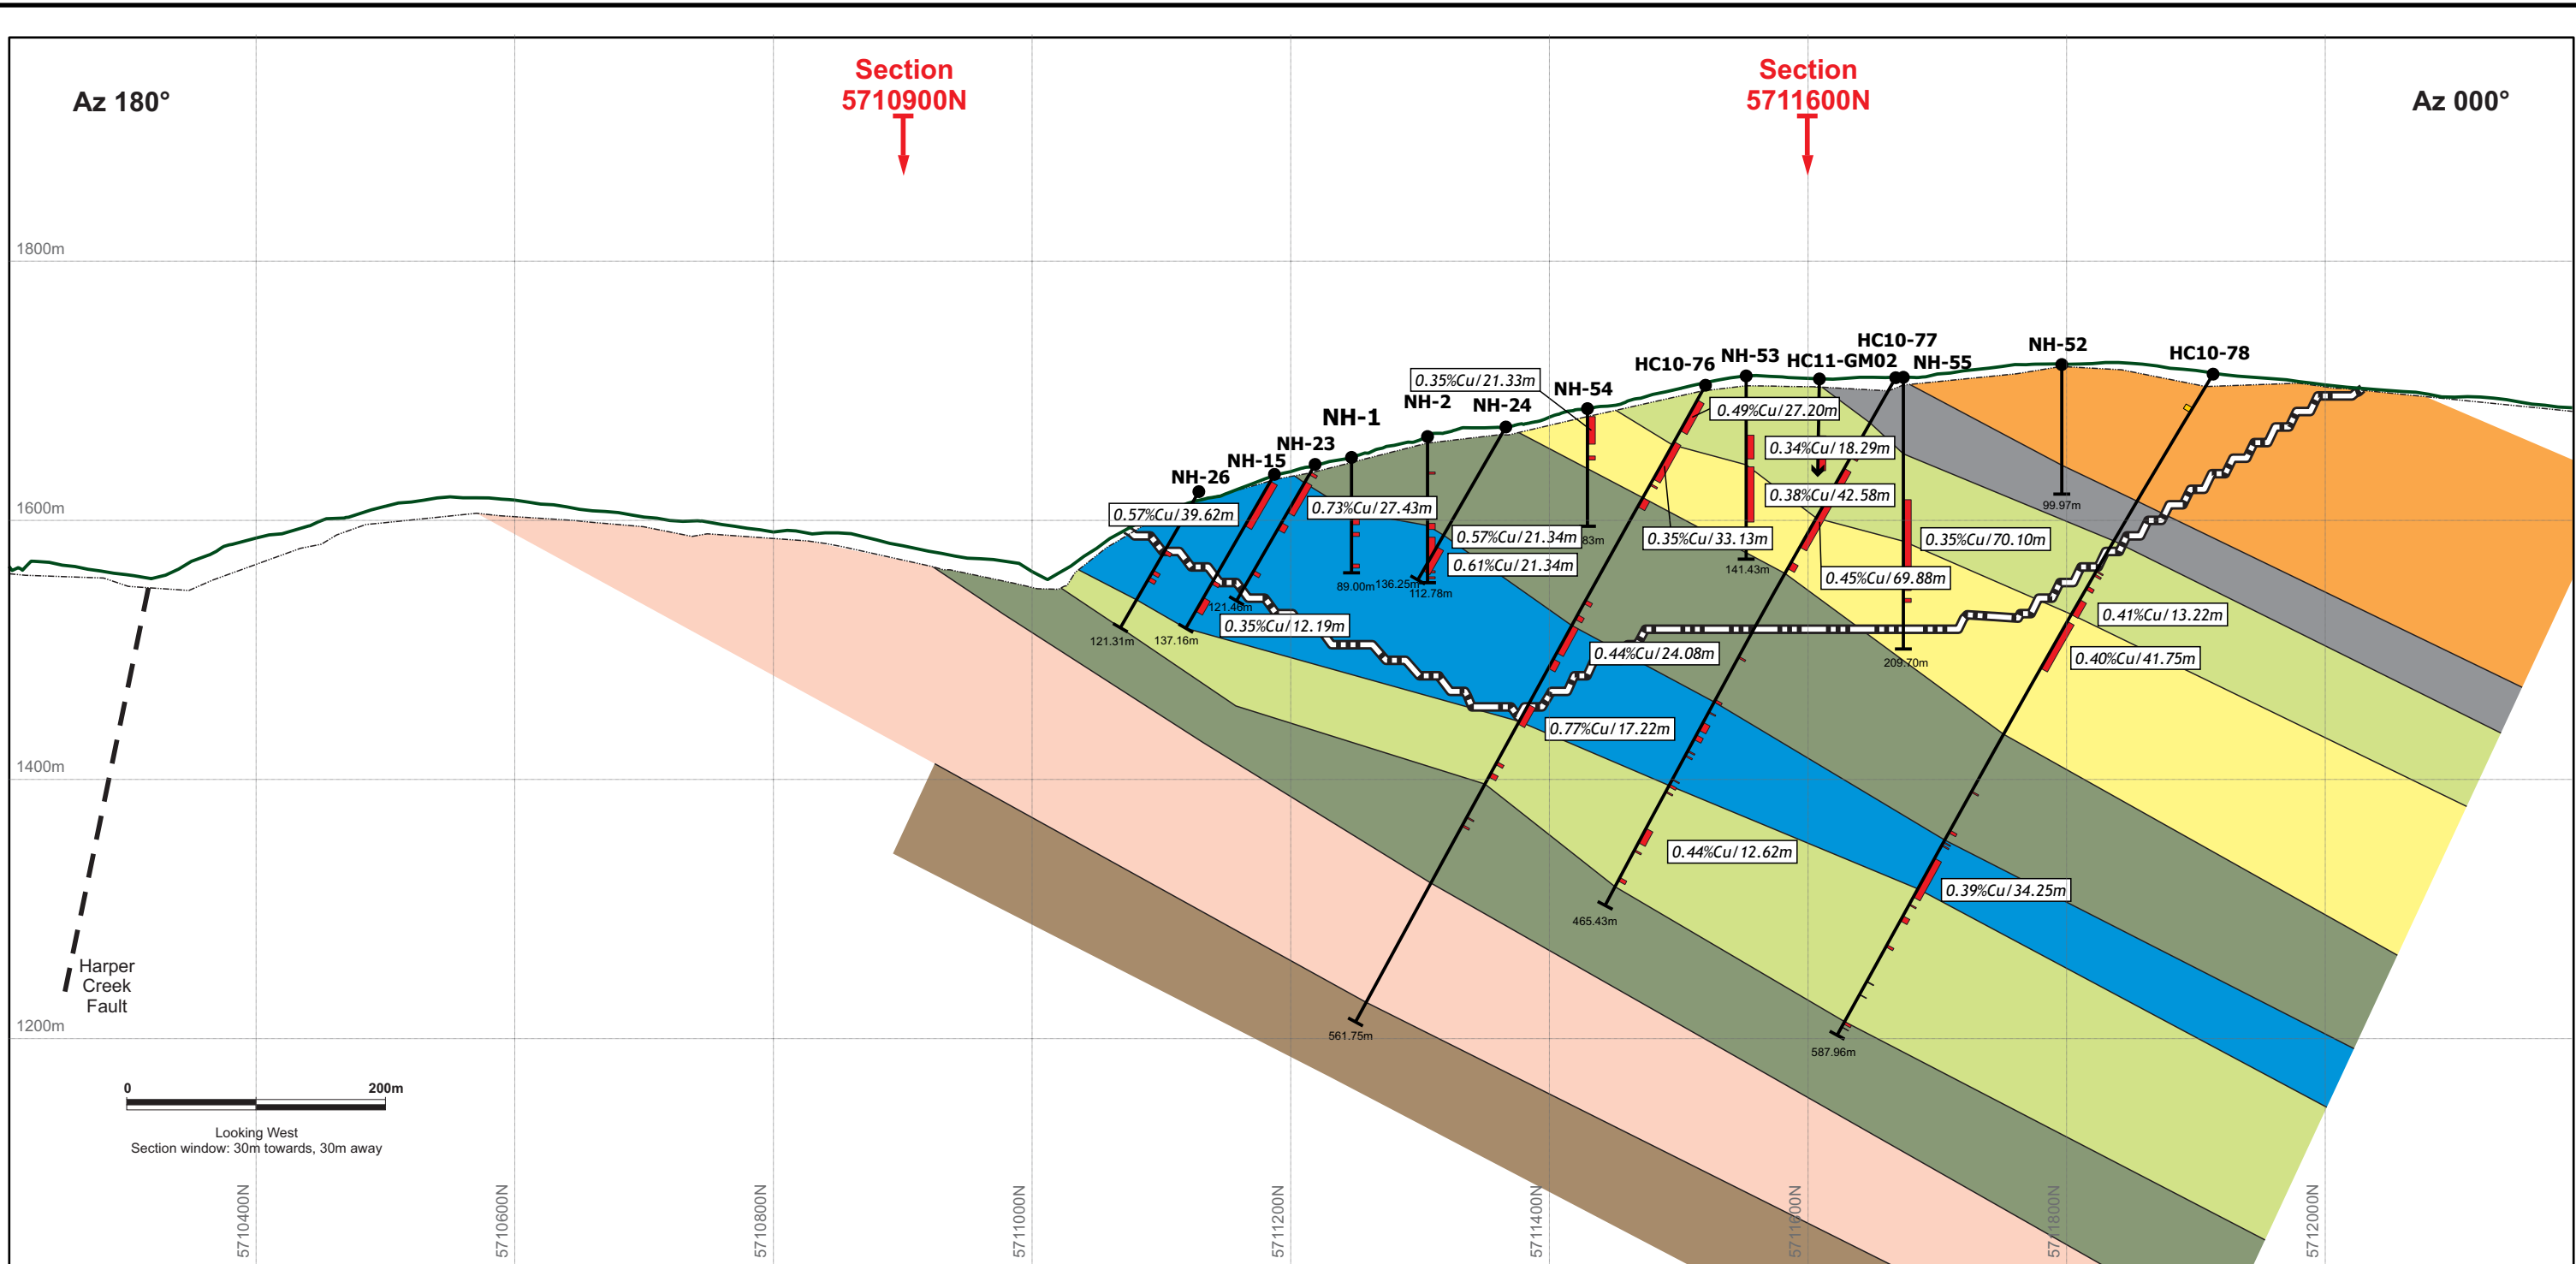 Section
5710900N
Section
5711600N
Az 180°
Az 000°
1800m
HC10-77
NH-52
HC10-76
NH-53
HC11-GM02
NH-55
HC10-78
0.35%Cu/21.33m
NH-54
NH-2
NH-24
NH-1
0.49%Cu/27.20m
NH-23
NH-15
NH-26
0.34%Cu/18.29m
0.38%Cu/42.58m
1600m
0.57%Cu/39.62m
0.73%Cu/27.43m
99.97m
0.57%Cu/21.34m
83m
0.35%Cu/33.13m
0.35%Cu/70.10m
0.61%Cu/21.34m
141.43m
0.45%Cu/69.88m
89.00m
136.25m
112.78m
121.46m
0.35%Cu/12.19m
0.41%Cu/13.22m
121.31m
137.16m
0.44%Cu/24.08m
0.40%Cu/41.75m
209.70m
0.77%Cu/17.22m
1400m
0.44%Cu/12.62m
0.39%Cu/34.25m
465.43m
Harper
Creek
Fault
1200m
561.75m
587.96m
0
200m
Looking West
Section window: 30m towards, 30m away
5710400N
5710600N
5710800N
5711000N
5711200N
5711400N
5711600N
5711800N
5712000N